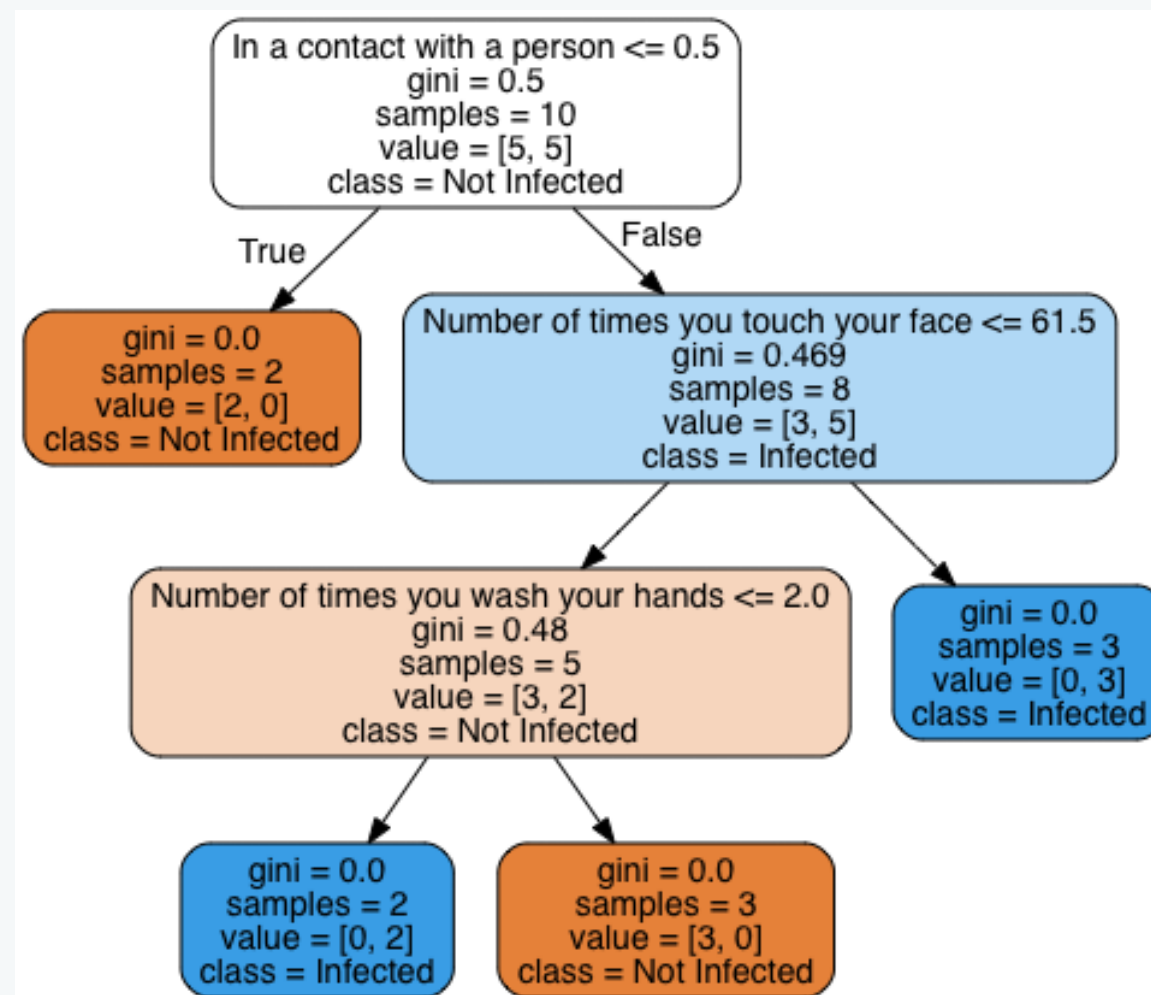 In a contact with a person <= 0.5
gini = 0.5
samples = 10
value = [5, 5]
class = Not Infected
True
False
gini = 0.0
samples = 2
value = [2, 0]
class = Not Infected
Number of times you touch your face <= 61.5
gini = 0.469
samples = 8
value = [3, 5]
class = Infected
Number of times you wash your hands <= 2.0
gini = 0.48
samples = 5
value = [3, 2]
class = Not Infected
gini = 0.0
samples = 3
value = [0, 3]
class = Infected
gini = 0.0
samples = 2
value = [0, 2]
class = Infected
gini = 0.0
samples = 3
value = [3, 0]
class = Not Infected